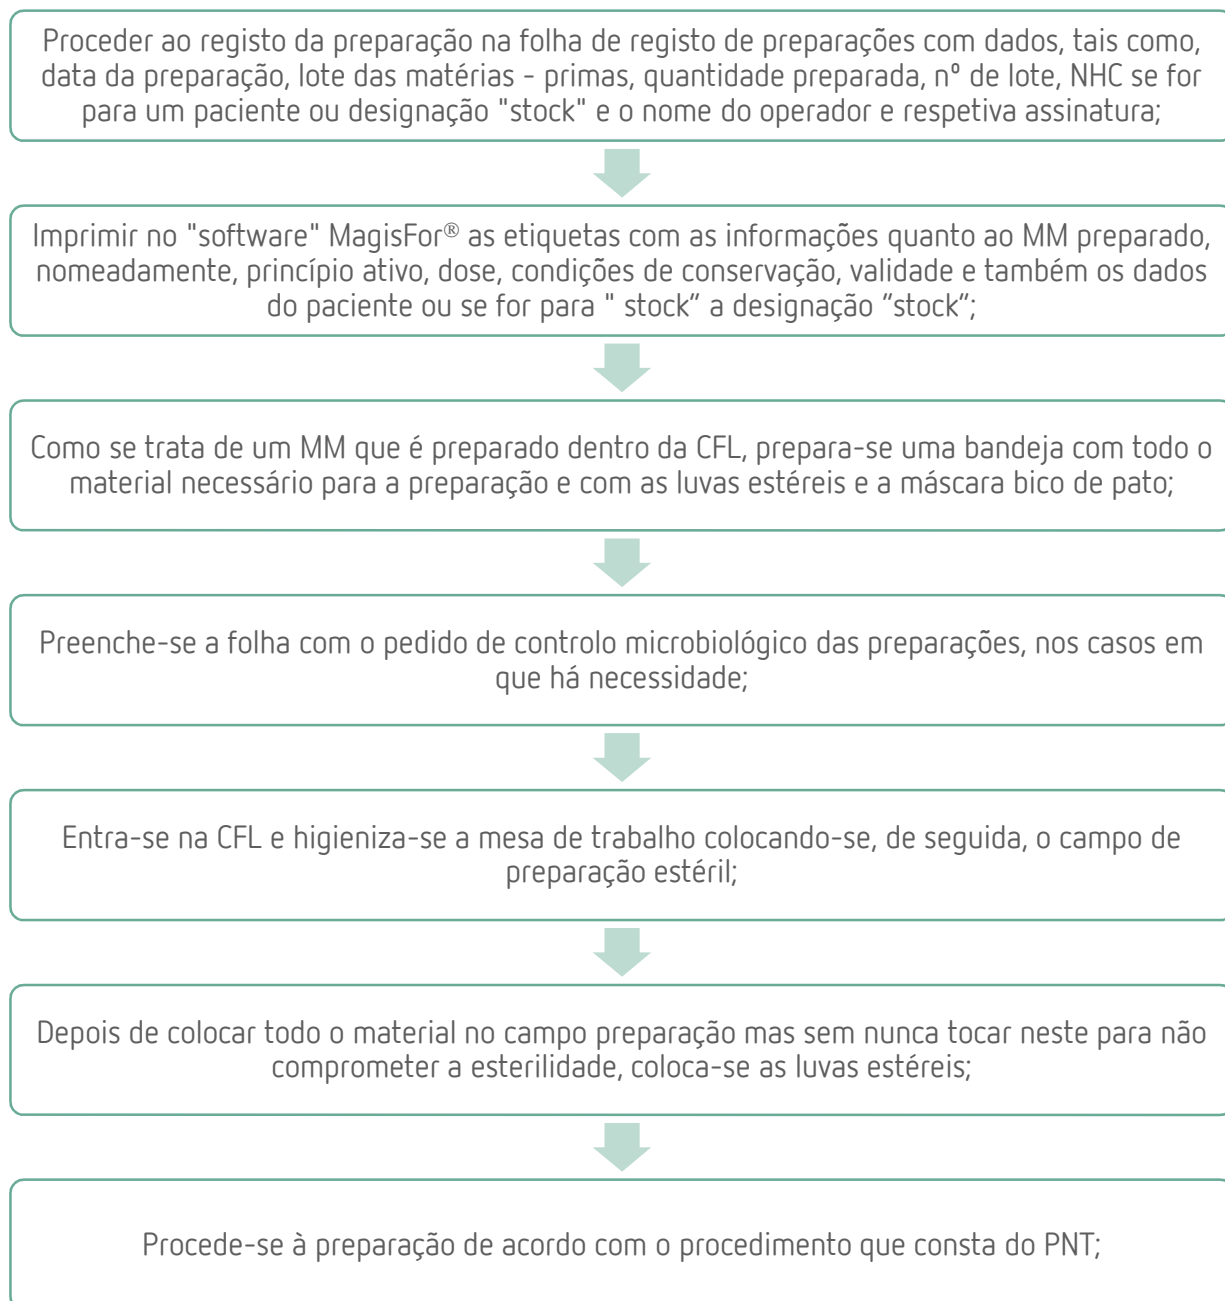 Proceder ao registo da preparação na folha de registo de preparações com dados, tais como,
data da preparação, lote das matérias - primas, quantidade preparada, nº de lote, NHC se for
para um paciente ou designação "stock" e o nome do operador e respetiva assinatura;
Imprimir no "software" MagisFor® as etiquetas com as informações quanto ao MM preparado,
nomeadamente, princípio ativo, dose, condições de conservação, validade e também os dados
do paciente ou se for para " stock” a designação “stock”;
Como se trata de um MM que é preparado dentro da CFL, prepara-se uma bandeja com todo o
material necessário para a preparação e com as luvas estéreis e a máscara bico de pato;
Preenche-se a folha com o pedido de controlo microbiológico das preparações, nos casos em
que há necessidade;
Entra-se na CFL e higieniza-se a mesa de trabalho colocando-se, de seguida, o campo de
preparação estéril;
Depois de colocar todo o material no campo preparação mas sem nunca tocar neste para não
comprometer a esterilidade, coloca-se as luvas estéreis;
Procede-se à preparação de acordo com o procedimento que consta do PNT;